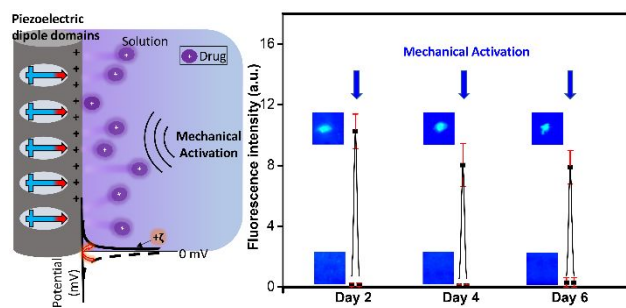 Piezoelectric
dipole domains
Solution
Drug
Mechanical
Activation
+ζ
0 mV
Potential
(mV)
Fluorescence intensity (a.u.)
16
12
8
4
0
Mechanical Activation
Day 2
Day 4
Day 6